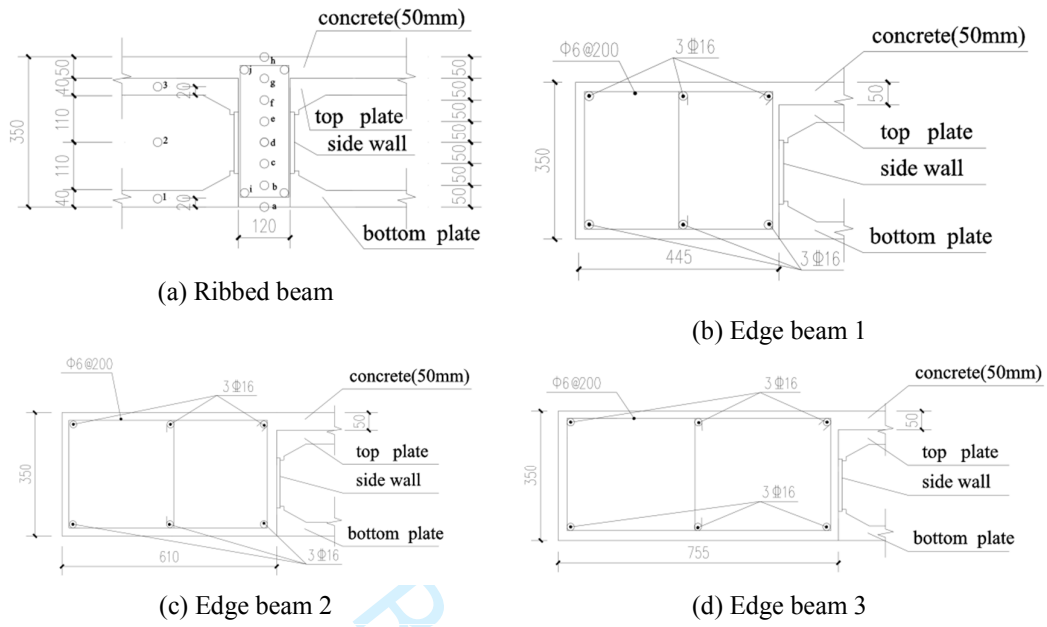 concrete(50mm)
h
j
g
f
e
d
c
b
i
a
3
2
1
20
20
350
50
40
110
110
40
50
50
50
50
50
50
50
120
top plate
side wall
bottom plate
(a) Ribbed beam
Φ6@200
3Φ16
concrete(50mm)
50
top plate
side wall
350
bottom plate
445
3Φ16
(b) Edge beam 1
Φ6@200
3Φ16
concrete(50mm)
50
top plate
side wall
350
bottom plate
3Φ16
610
(c) Edge beam 2
Φ6@200
3Φ16
concrete(50mm)
50
top plate
side wall
350
3Φ16
bottom plate
755
(d) Edge beam 3